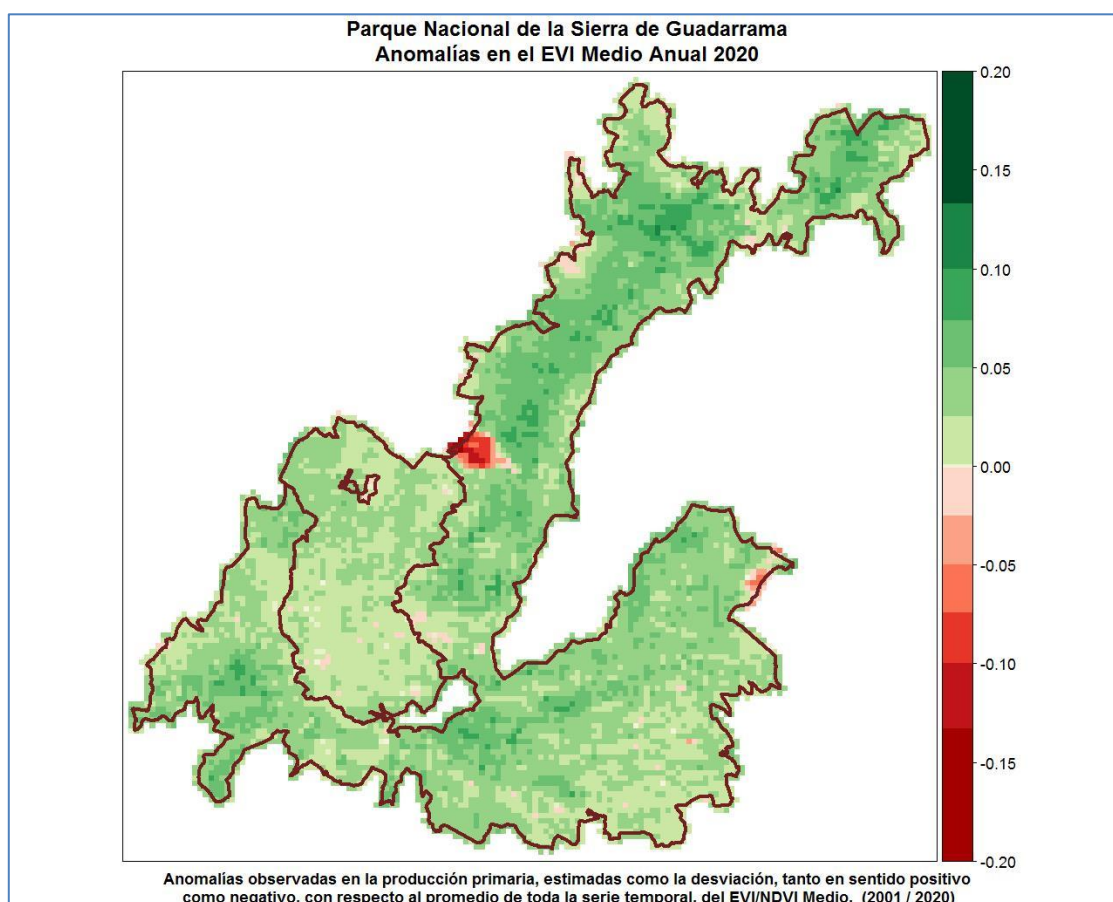 Parque Nacional de la Sierra de Guadarrama
Anomalías en el EVI Medio Anual 2020
0.20
0.15
0.10
0.05
0.00
-0.05
-0.10
-0.15
-0.20
Anomalías observadas en la producción primaria, estimadas como la desviación, tanto en sentido positivo
como negativo, con respecto al promedio de toda la serie temporal, del EVI/NDVI Medio. (2001 / 2020)